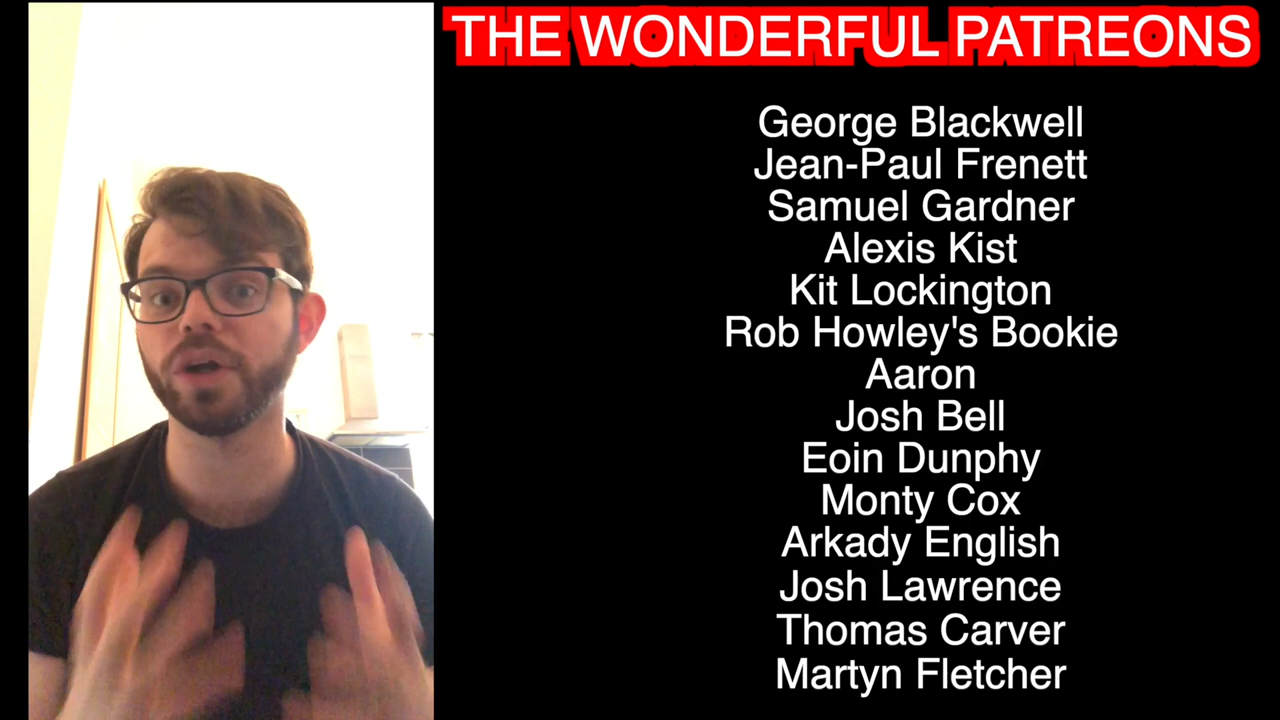 THE WONDERFUL PATREONS
George Blackwell
Jean-Paul Frenett
Samuel Gardner
Alexis Kist
Kit Lockington
Rob Howley's Bookie
Aaron
Josh Bell
Eoin Dunphy
Monty Cox
Arkady English
Josh Lawrence
Thomas Carver
Martyn Fletcher